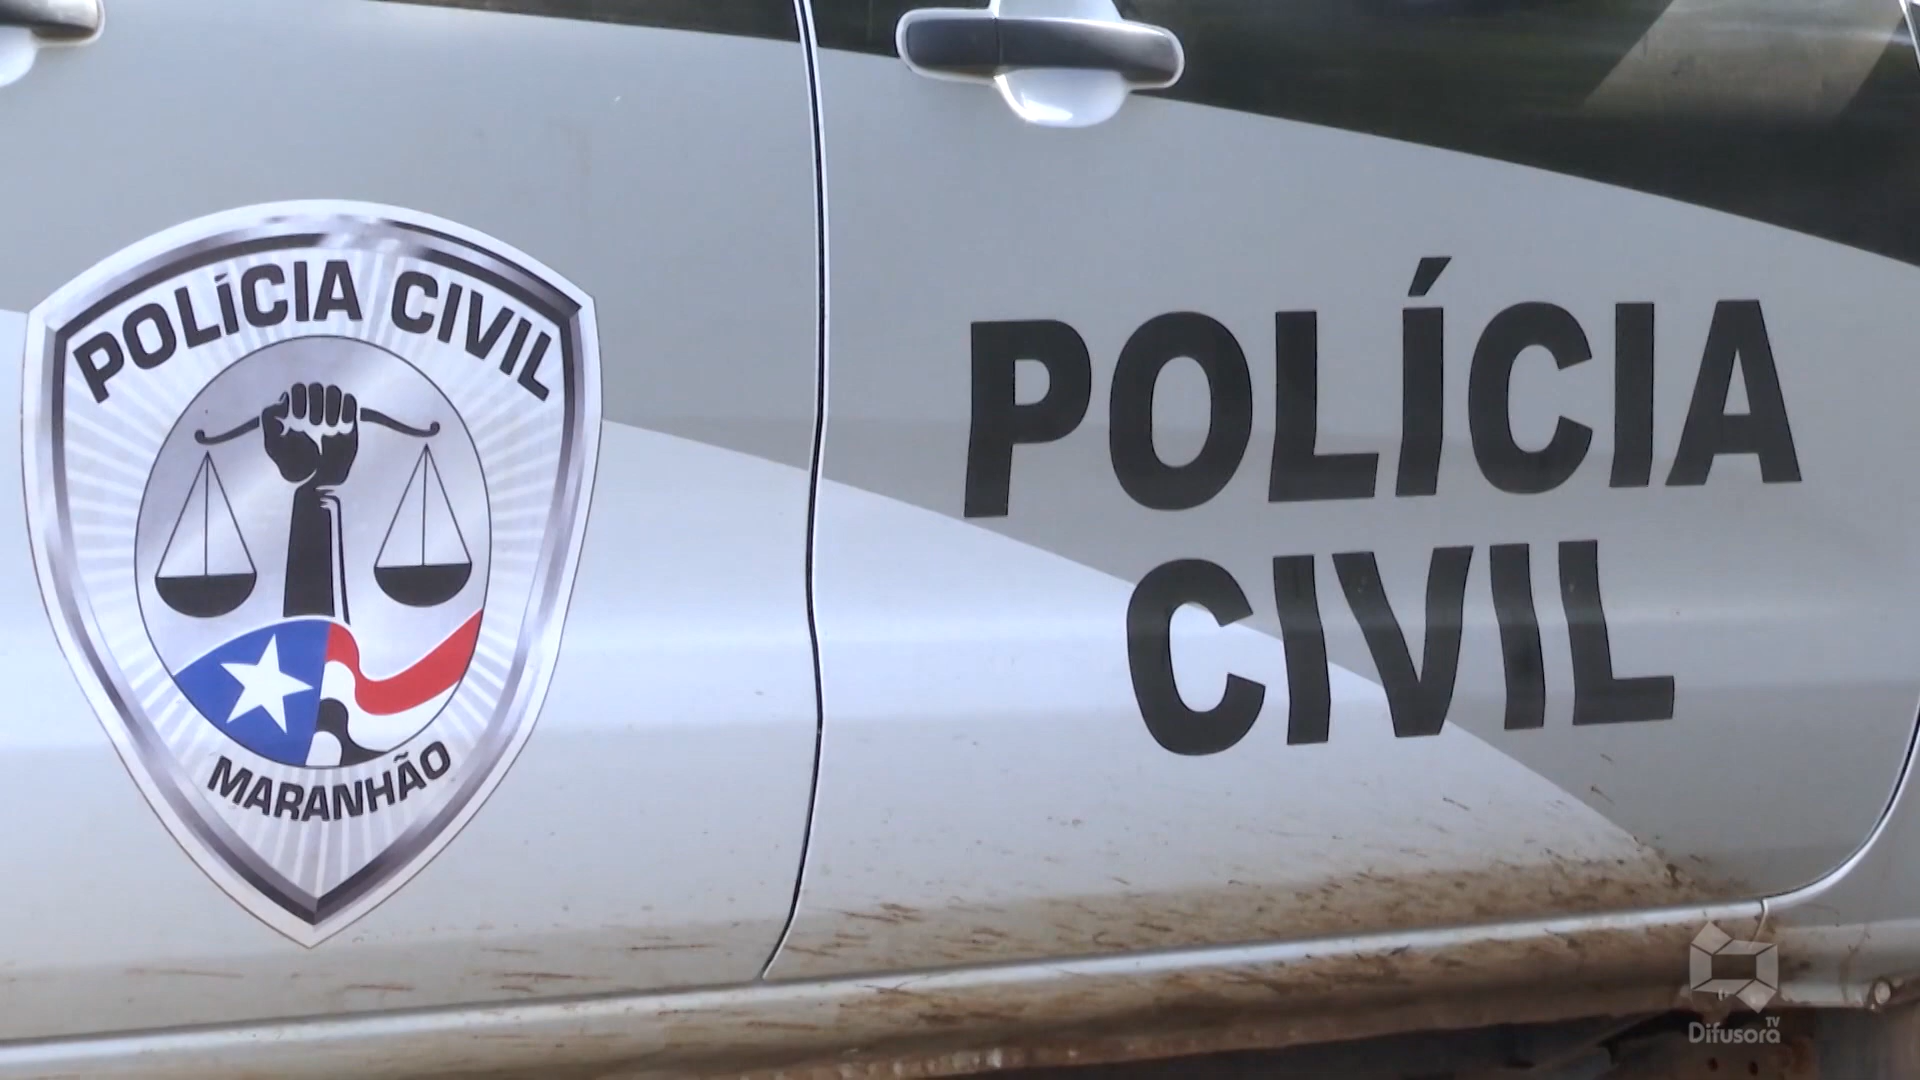 POLÍCIA CIVIL
MARANHÃO
POLÍCIA
CIVIL
Difusora TV